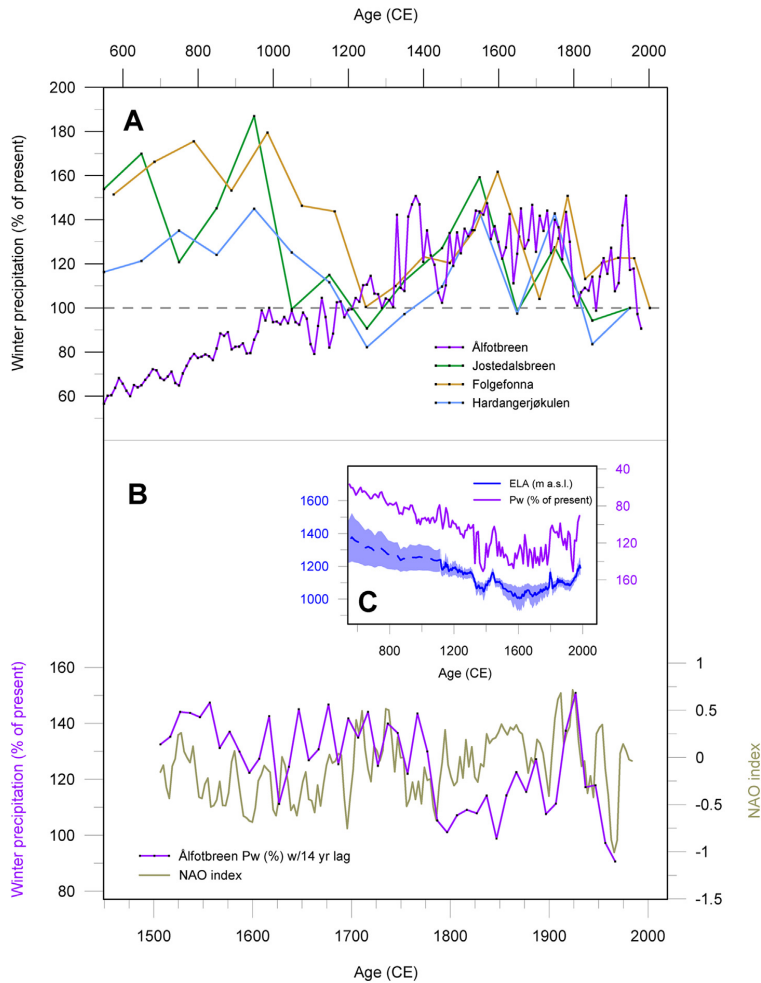 Age (CE)
600 800 1000 1200 1400 1600 1800 2000
Winter precipitation (% of present)
200
180
160
140
120
100
80
60
A
Ålfotbreen
Jostedalsbreen
Folgefonna
Hardangerjøkulen
B
C
ELA (m a.s.l.)
Pw (% of present)
1600
1400
1200
1000
40
80
120
160
800 1200 1600 2000
Age (CE)
Winter precipitation (% of present)
160
140
120
100
80
1
0.5
0
-0.5
-1
-1.5
NAO index
Ålfotbreen Pw (%) w/14 yr lag
NAO index
1500 1600 1700 1800 1900 2000
Age (CE)